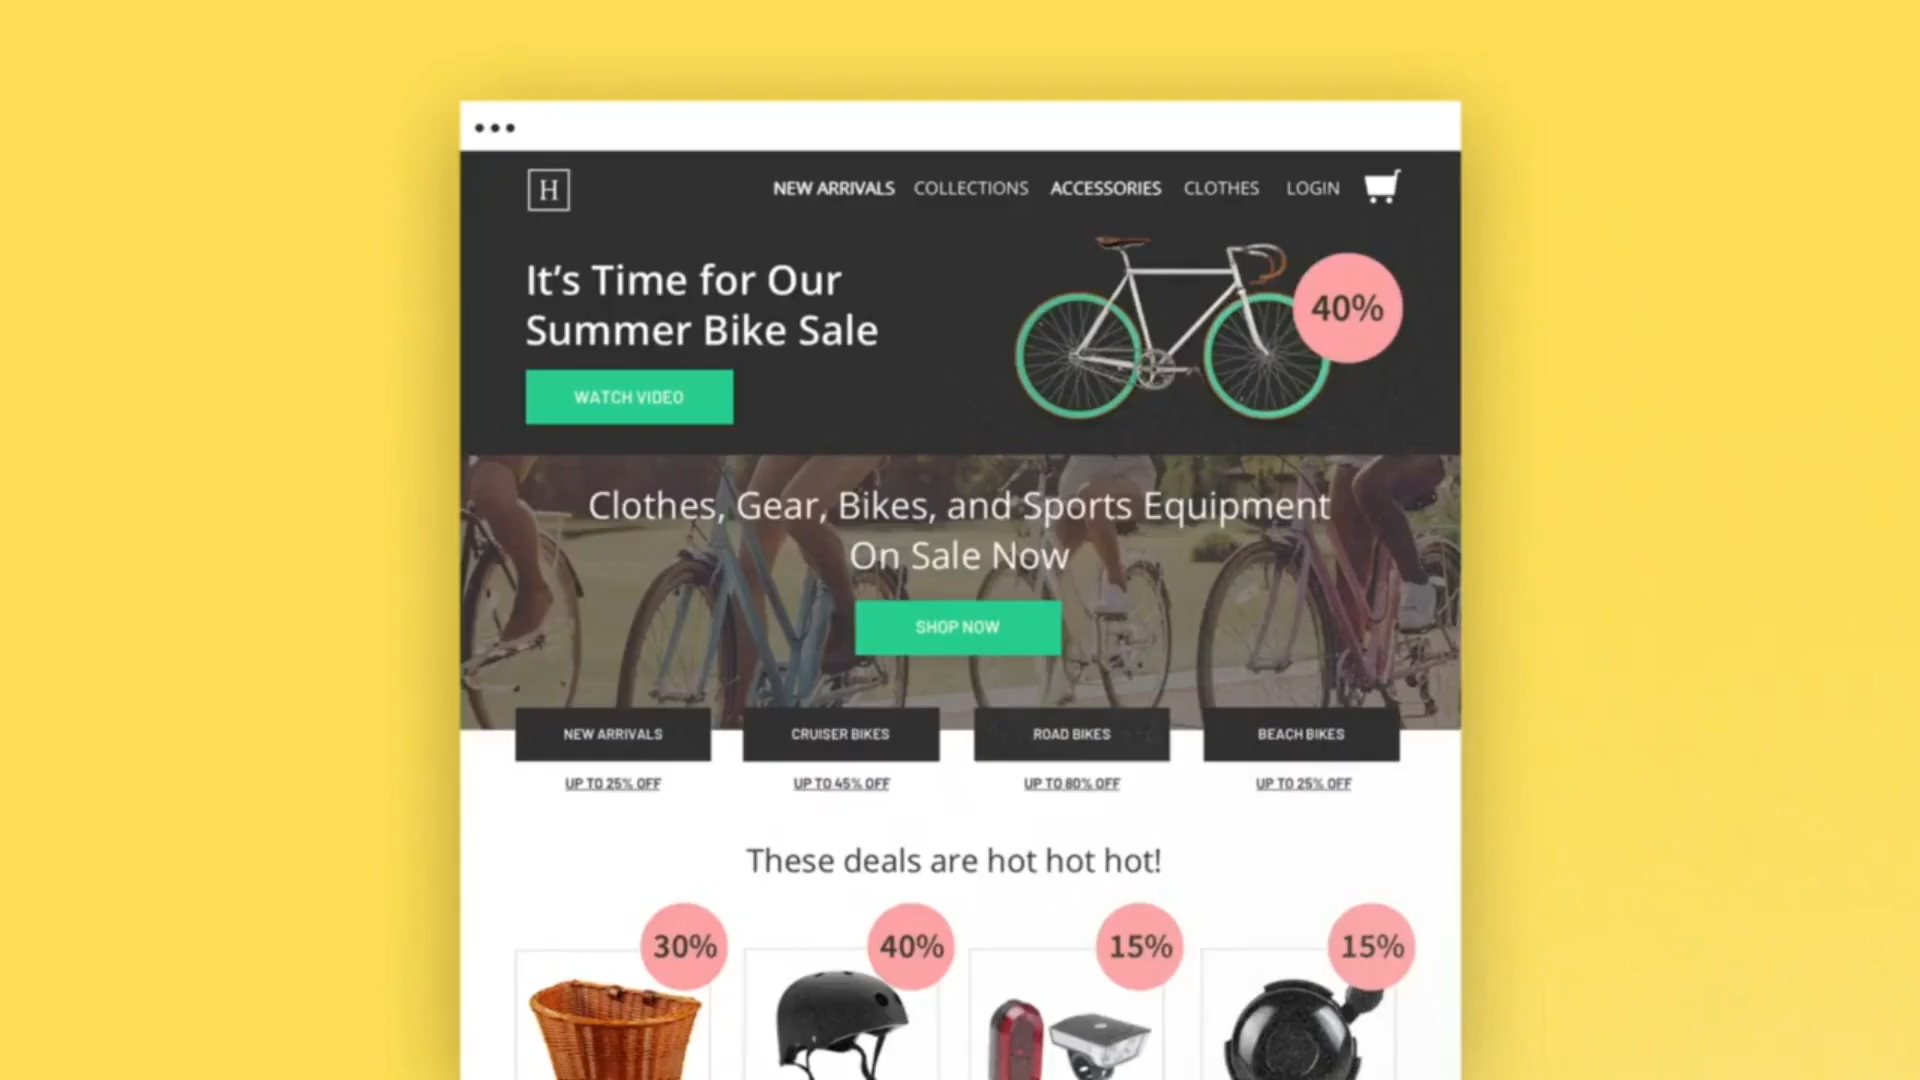 H
NEW ARRIVALS COLLECTIONS ACCESSORIES CLOTHES LOGIN
It's Time for Our
Summer Bike Sale
40%
WATCH VIDEO
Clothes, Gear, Bikes, and Sports Equipment
On Sale Now
SHOP NOW
NEW ARRIVALS CRUISER BIKES ROAD BIKES BEACH BIKES
UP TO 25% OFF UP TO 45% OFF UP TO 80% OFF UP TO 25% OFF
These deals are hot hot hot!
30% 40% 15% 15%